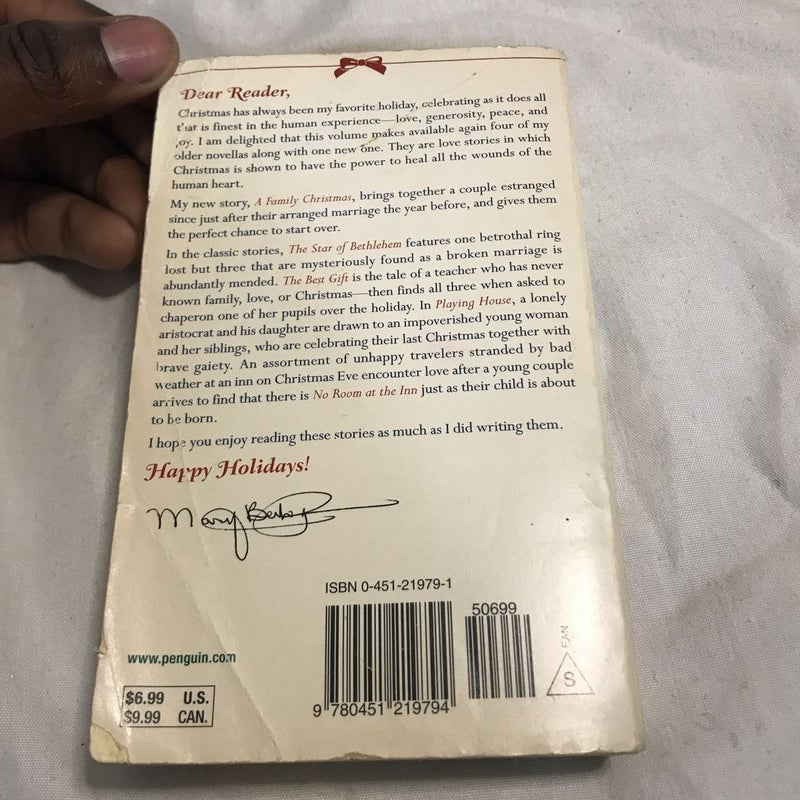 Dear Reader,
Christmas has always been my favorite holiday, celebrating as it does all
that is finest in the human experience—love, generosity, peace, and
joy. I am delighted that this volume makes available again four of my
older novellas along with one new one. They are love stories in which
Christmas is shown to have the power to heal all the wounds of the
human heart.
My new story, A Family Christmas, brings together a couple estranged
since just after their arranged marriage the year before, and gives them
the perfect chance to start over.
In the classic stories, The Star of Bethlehem features one betrothal ring
lost but three that are mysteriously found as a broken marriage is
abundantly mended. The Best Gift is the tale of a teacher who has never
known family, love, or Christmas—then finds all three when asked to
chaperon one of her pupils over the holiday. In Playing House, a lonely
aristocrat and his daughter are drawn to an impoverished young woman
and her siblings, who are celebrating their last Christmas together with
brave gaiety. An assortment of unhappy travelers stranded by bad
weather at an inn on Christmas Eve encounter love after a young couple
arrives to find that there is No Room at the Inn just as their child is about
to be born.
I hope you enjoy reading these stories as much as I did writing them.
Happy Holidays!
Mary Balogh
ISBN 0-451-21979-1
50699
EAN
S
www.penguin.com
$6.99 U.S.
$9.99 CAN.
9 780451 219794